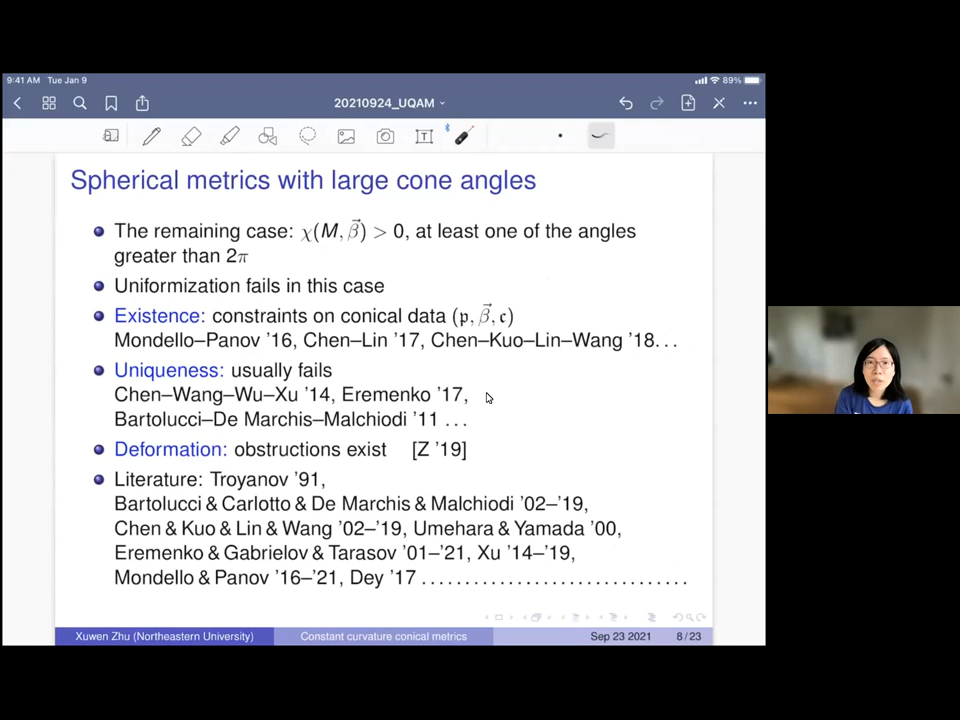 9:41 AM Tue Jan 9
89%
20210924_UQAM
Spherical metrics with large cone angles
The remaining case: χ(M, β⃗) > 0, at least one of the angles
greater than 2π
Uniformization fails in this case
Existence: constraints on conical data (𝔭, β⃗, 𝔠)
Mondello–Panov '16, Chen–Lin '17, Chen–Kuo–Lin–Wang '18...
Uniqueness: usually fails
Chen–Wang–Wu–Xu '14, Eremenko '17,
Bartolucci–De Marchis–Malchiodi '11 ...
Deformation: obstructions exist [Z '19]
Literature: Troyanov '91,
Bartolucci & Carlotto & De Marchis & Malchiodi '02–'19,
Chen & Kuo & Lin & Wang '02–'19, Umehara & Yamada '00,
Eremenko & Gabrielov & Tarasov '01–'21, Xu '14–'19,
Mondello & Panov '16–'21, Dey '17 ...............................
Xuwen Zhu (Northeastern University) Constant curvature conical metrics Sep 23 2021 8 / 23